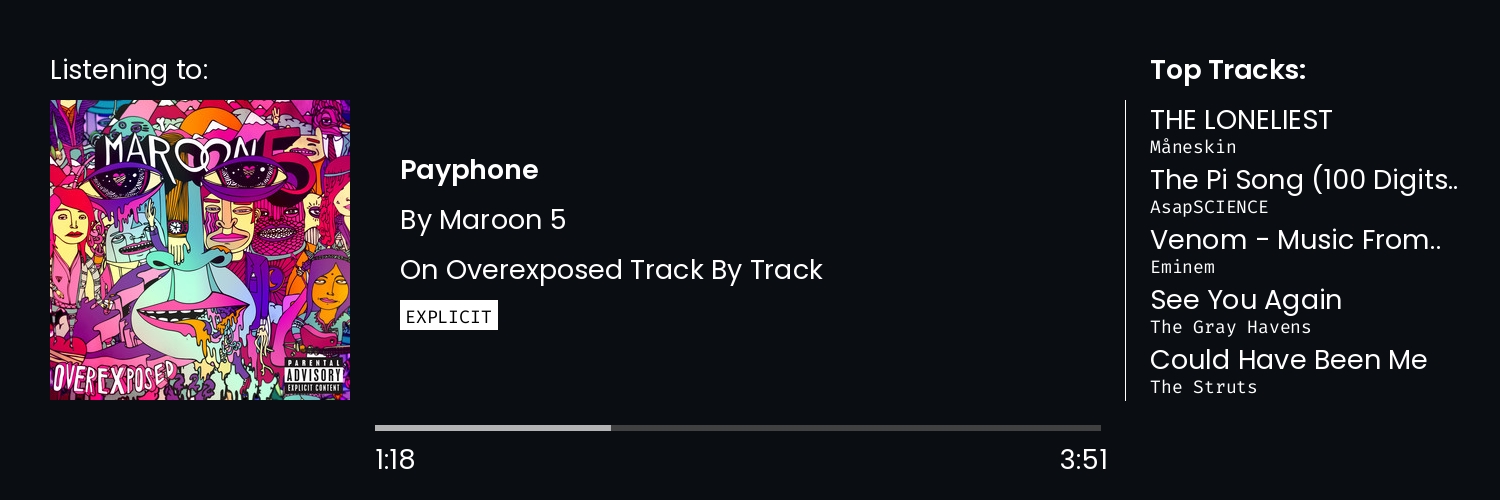 Listening to:
MAROON 5
OVEREXPOSED
PARENTAL
ADVISORY
EXPLICIT CONTENT
Payphone
By Maroon 5
On Overexposed Track By Track
EXPLICIT
1:18
3:51
Top Tracks:
THE LONELIEST
Måneskin
The Pi Song (100 Digits..
AsapSCIENCE
Venom - Music From..
Eminem
See You Again
The Gray Havens
Could Have Been Me
The Struts